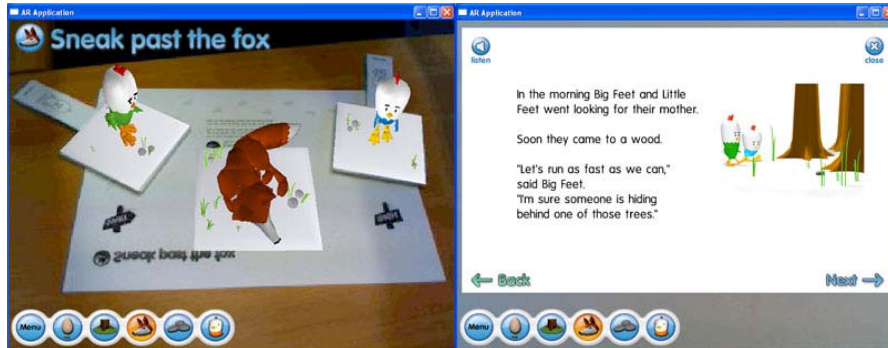 AR Application
Sneak past the fox
Sneak past the fox
Menu
AR Application
listen
close
In the morning Big Feet and Little
Feet went looking for their mother.
Soon they came to a wood.
"Let's run as fast as we can,"
said Big Feet.
"I'm sure someone is hiding
behind one of those trees."
Back
Next
Menu